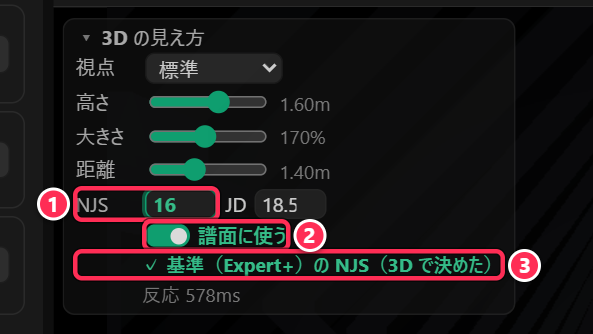 ▼ 3D の見え方
視点 標準
高さ 1.60m
大きさ 170%
距離 1.40m
1 NJS 16 JD 18.5
譜面に使う 2
✓ 基準（Expert+）の NJS（3D で決めた） 3
反応 578ms